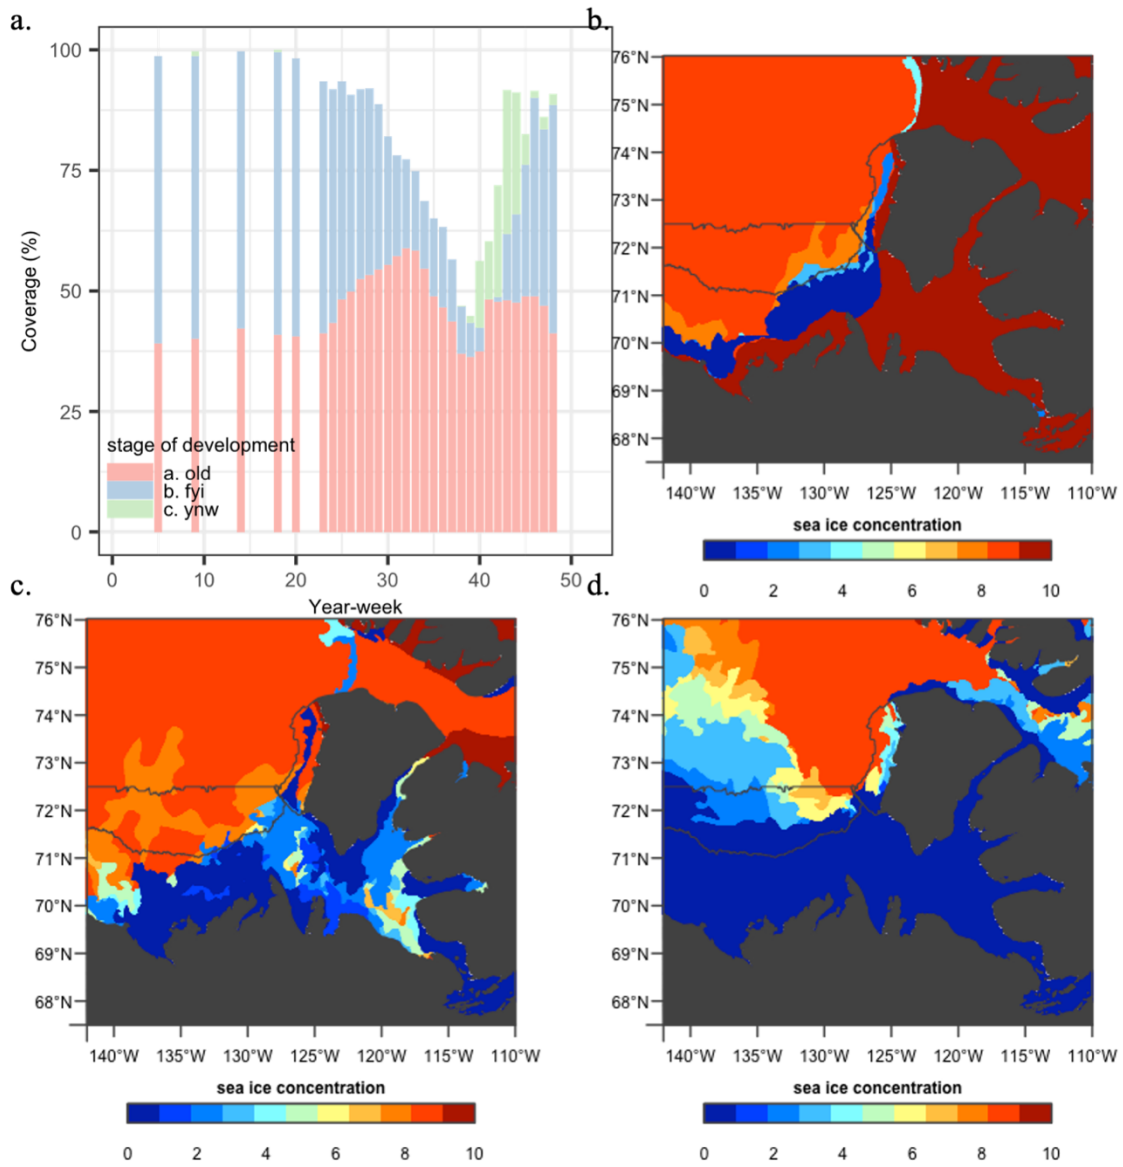 a.
100
75
50
25
0
Coverage (%)
stage of development
a. old
b. fyi
c. ynw
0 10 20 30 40 50
Year-week
b.
76°N
75°N
74°N
73°N
72°N
71°N
70°N
69°N
68°N
140°W 135°W 130°W 125°W 120°W 115°W 110°W
sea ice concentration
0 2 4 6 8 10
c.
76°N
75°N
74°N
73°N
72°N
71°N
70°N
69°N
68°N
140°W 135°W 130°W 125°W 120°W 115°W 110°W
sea ice concentration
0 2 4 6 8 10
d.
76°N
75°N
74°N
73°N
72°N
71°N
70°N
69°N
68°N
140°W 135°W 130°W 125°W 120°W 115°W 110°W
sea ice concentration
0 2 4 6 8 10